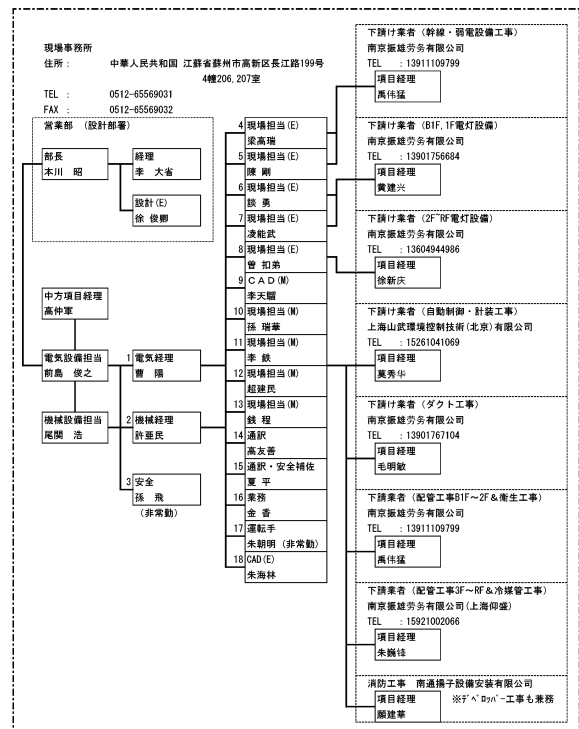 現場事務所
住所： 中華人民共和国 江蘇省蘇州市高新区長江路199号
4幢206,207室
TEL ： 0512-65569031
FAX ： 0512-65569032
営業部 （設計部署）
部長
本川 昭
経理
李 大省
設計(E)
徐 俊卿
中方項目経理
高仲軍
電気設備担当
前島 俊之
機械設備担当
尾関 浩
1 電気経理
曹 陽
2 機械経理
許亜民
3 安全
孫 飛
（非常勤）
4 現場担当(E)
梁高瑞
5 現場担当(E)
陳 剛
6 現場担当(E)
談 勇
7 現場担当(E)
凌能武
8 現場担当(E)
曽 扣弟
9 ＣＡＤ(M)
李天驑
10 現場担当(M)
孫 瑞華
11 現場担当(M)
李 鉄
12 現場担当(M)
超建民
13 現場担当(M)
銭 程
14 通訳
高友善
15 通訳・安全補佐
夏 平
16 業務
金 香
17 運転手
朱朝明 （非常勤）
18 CAD(E)
朱海林
下請け業者 （幹線・弱電設備工事）
南京振雄劳务有限公司
TEL ：13911109799
項目経理
禹伟猛
下請け業者 （B1F,1F電灯設備）
南京振雄劳务有限公司
TEL ：13901756684
項目経理
黄建兴
下請け業者 （2F~RF電灯設備）
南京振雄劳务有限公司
TEL ：13604944986
項目経理
徐新庆
下請け業者 （自動制御・計装工事）
上海山武環境控制技術(北京)有限公司
TEL ：15261041069
項目経理
莫秀华
下請業者 （ダクト工事）
南京振雄劳务有限公司
TEL ：13901767104
項目経理
毛明敏
下請業者 （配管工事B1F～2F＆衛生工事）
南京振雄劳务有限公司
TEL ：13911109799
項目経理
禹伟猛
下請業者 （配管工事3F～RF＆冷媒管工事）
南京振雄劳务有限公司(上海仰盛)
TEL ：15921002066
項目経理
朱巍锋
消防工事 南通揚子設備安装有限公司
項目経理 ※ﾃﾞﾍﾞﾛｯﾊﾟｰ工事も兼務
顧建華